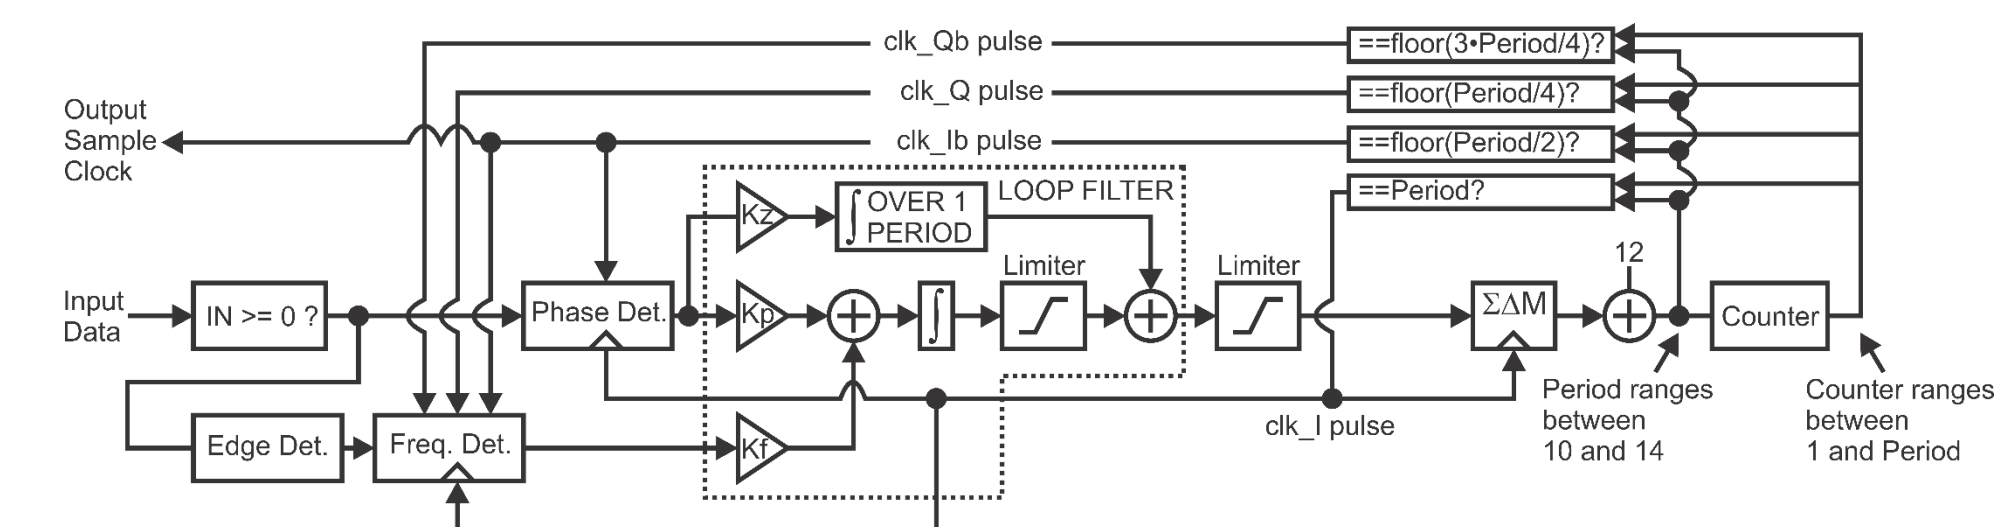 clk_Qb pulse
==floor(3•Period/4)?
clk_Q pulse
==floor(Period/4)?
Output
Sample
Clock
clk_Ib pulse
==floor(Period/2)?
LOOP FILTER
==Period?
Kz
∫ OVER 1
PERIOD
12
Limiter
Limiter
Input
Data
IN >= 0 ?
Phase Det.
Kp
∫
ΣΔM
Counter
Period ranges
between
10 and 14
Counter ranges
between
1 and Period
clk_I pulse
Edge Det.
Freq. Det.
Kf